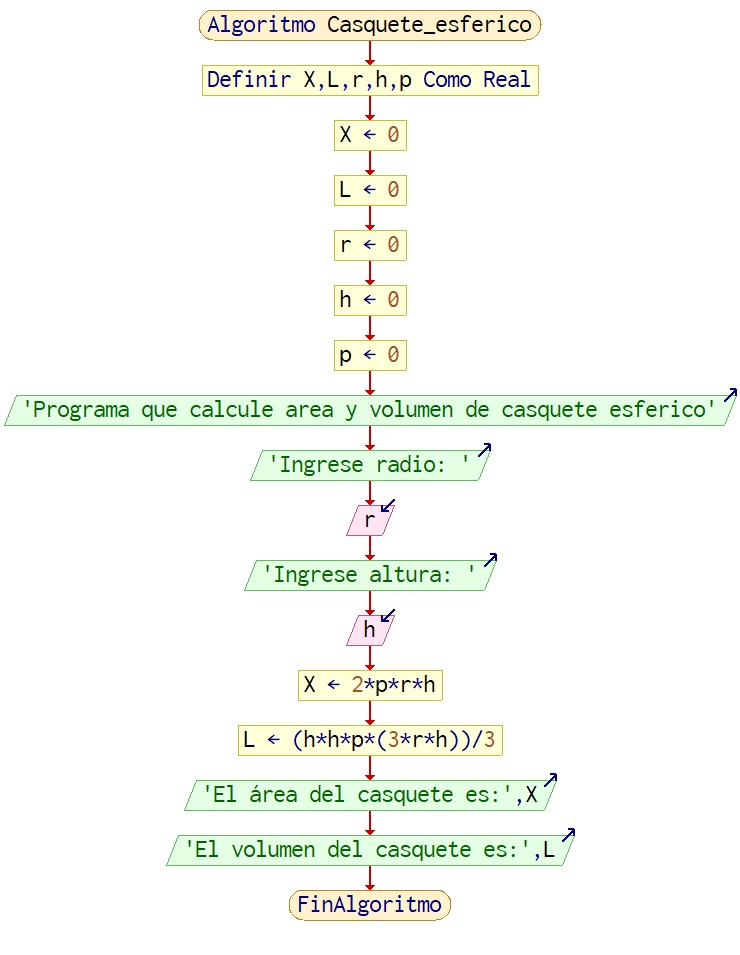 Algoritmo Casquete_esferico
Definir X,L,r,h,p Como Real
X ← 0
L ← 0
r ← 0
h ← 0
p ← 0
'Programa que calcule area y volumen de casquete esferico'
'Ingrese radio: '
r
'Ingrese altura: '
h
X ← 2*p*r*h
L ← (h*h*p*(3*r*h))/3
'El área del casquete es:',X
'El volumen del casquete es:',L
FinAlgoritmo